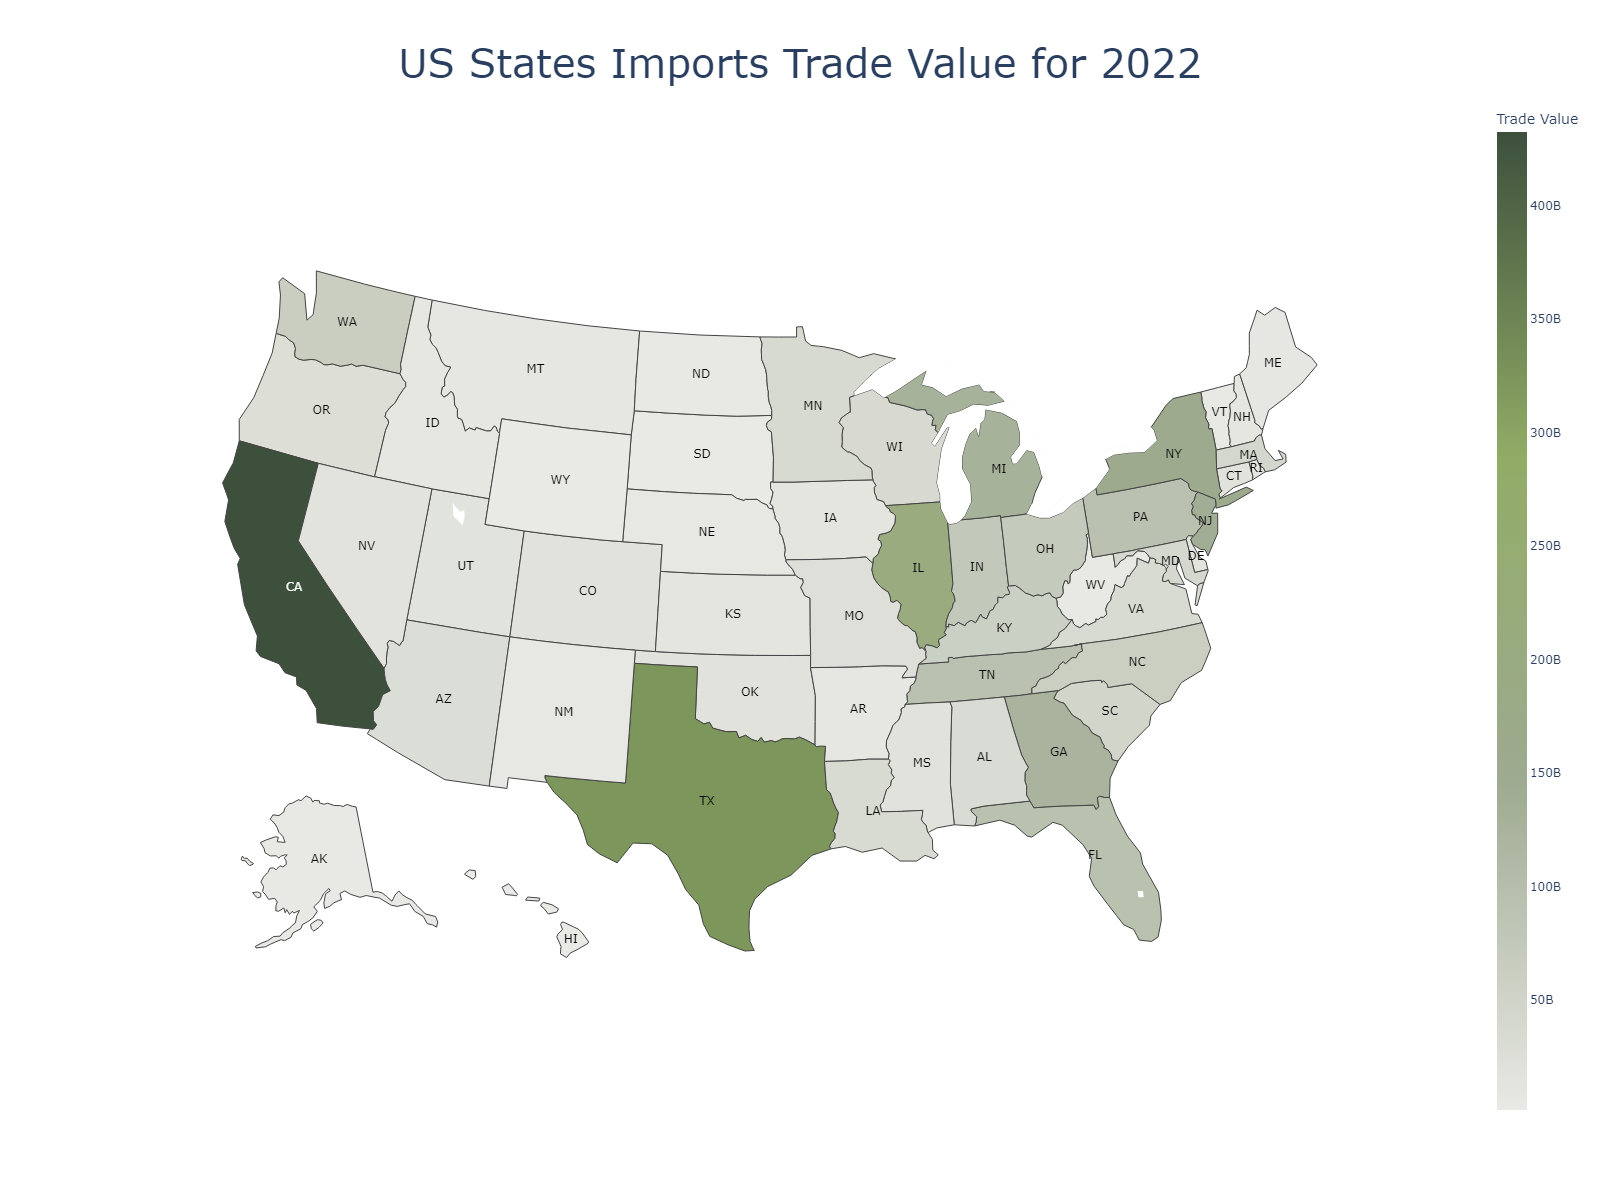 US States Imports Trade Value for 2022
Trade Value
400B
350B
300B
250B
200B
150B
100B
50B
WA
OR
CA
ID
NV
MT
WY
UT
AZ
CO
NM
ND
SD
NE
KS
OK
TX
MN
IA
MO
AR
LA
WI
IL
MS
MI
IN
KY
TN
AL
OH
GA
FL
WV
VA
NC
SC
PA
NY
VT
NH
ME
MA
RI
CT
NJ
DE
MD
AK
HI